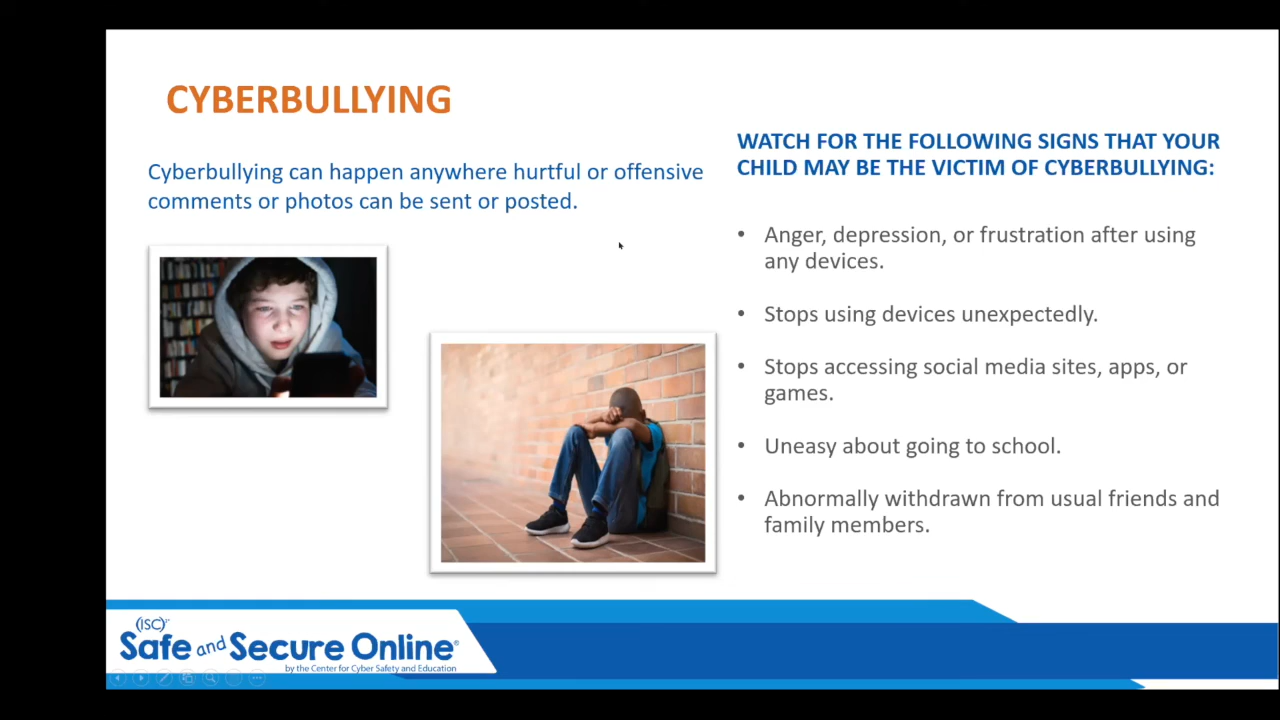 CYBERBULLYING
Cyberbullying can happen anywhere hurtful or offensive
comments or photos can be sent or posted.
WATCH FOR THE FOLLOWING SIGNS THAT YOUR
CHILD MAY BE THE VICTIM OF CYBERBULLYING:
• Anger, depression, or frustration after using
any devices.
• Stops using devices unexpectedly.
• Stops accessing social media sites, apps, or
games.
• Uneasy about going to school.
• Abnormally withdrawn from usual friends and
family members.
(ISC)²®
Safe and Secure Online®
by the Center for Cyber Safety and Education